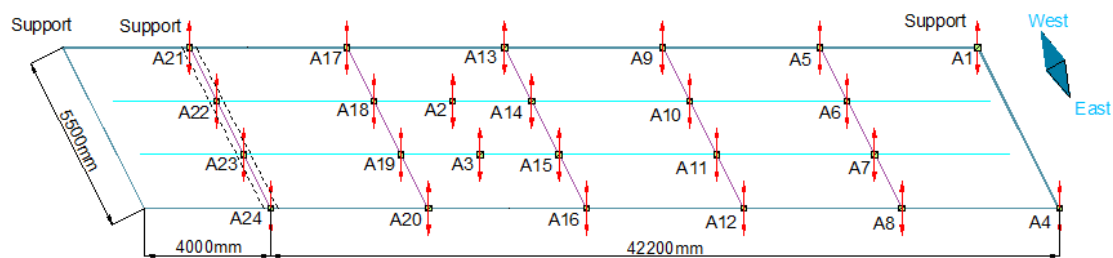 Support
Support
Support
West
A21
A17
A13
A9
A5
A1
East
A22
A18
A2
A14
A10
A6
5500mm
A23
A19
A3
A15
A11
A7
A24
A20
A16
A12
A8
A4
4000mm
42200mm